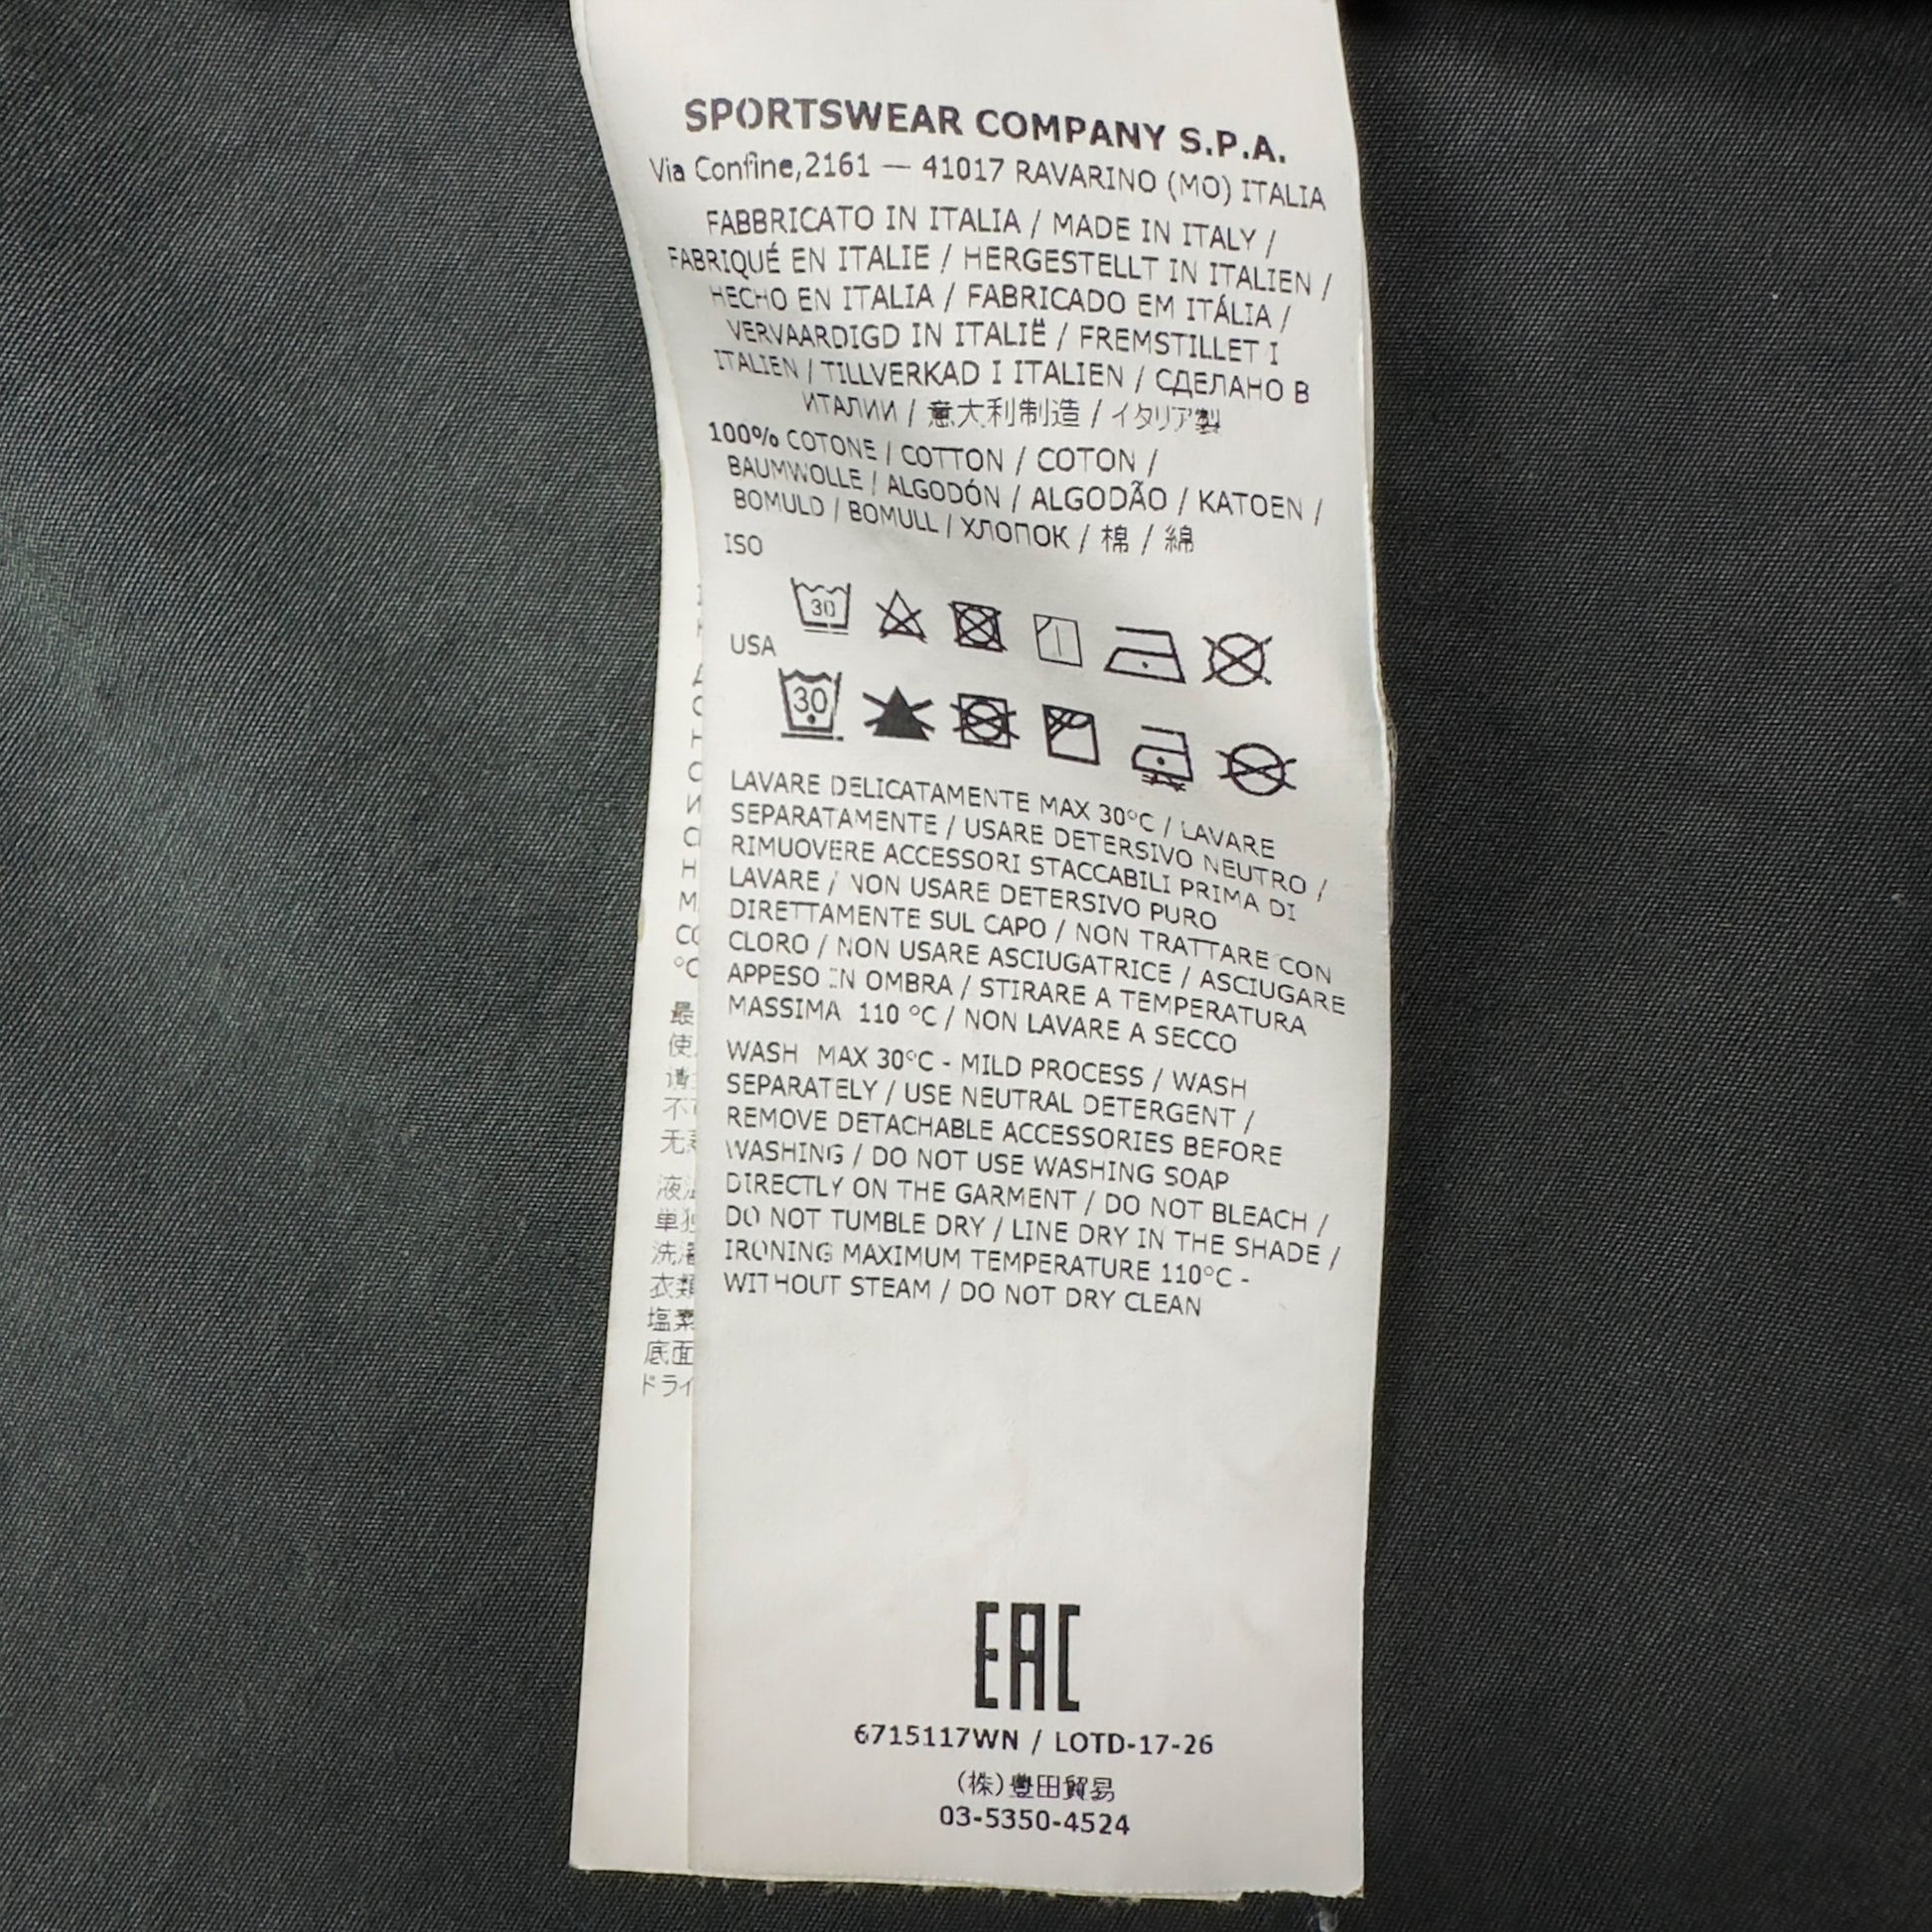 SPORTSWEAR COMPANY S.P.A.
Via Confine,2161 — 41017 RAVARINO (MO) ITALIA
FABBRICATO IN ITALIA / MADE IN ITALY /
FABRIQUÉ EN ITALIE / HERGESTELLT IN ITALIEN /
HECHO EN ITALIA / FABRICADO EM ITÁLIA /
VERVAARDIGD IN ITALIË / FREMSTILLET I
ITALIEN / TILLVERKAD I ITALIEN / СДЕЛАНО В
ИТАЛИИ / 意大利制造 / イタリア製
100% COTONE / COTTON / COTON /
BAUMWOLLE / ALGODÓN / ALGODÃO / KATOEN /
BOMULD / BOMULL / ХЛОПОК / 棉 / 綿
ISO
30
USA
30
LAVARE DELICATAMENTE MAX 30°C / LAVARE
SEPARATAMENTE / USARE DETERSIVO NEUTRO /
RIMUOVERE ACCESSORI STACCABILI PRIMA DI
LAVARE / NON USARE DETERSIVO PURO
DIRETTAMENTE SUL CAPO / NON TRATTARE CON
CLORO / NON USARE ASCIUGATRICE / ASCIUGARE
APPESO IN OMBRA / STIRARE A TEMPERATURA
MASSIMA 110 °C / NON LAVARE A SECCO
WASH MAX 30°C - MILD PROCESS / WASH
SEPARATELY / USE NEUTRAL DETERGENT /
REMOVE DETACHABLE ACCESSORIES BEFORE
WASHING / DO NOT USE WASHING SOAP
DIRECTLY ON THE GARMENT / DO NOT BLEACH /
DO NOT TUMBLE DRY / LINE DRY IN THE SHADE /
IRONING MAXIMUM TEMPERATURE 110°C -
WITHOUT STEAM / DO NOT DRY CLEAN
EAC
6715117WN / LOTD-17-26
(株)豊田貿易
03-5350-4524